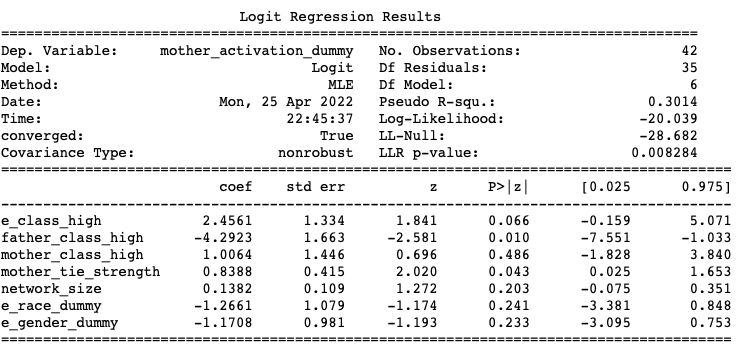 Logit Regression Results
==============================================================================
Dep. Variable: mother_activation_dummy No. Observations: 42
Model: Logit Df Residuals: 35
Method: MLE Df Model: 6
Date: Mon, 25 Apr 2022 Pseudo R-squ.: 0.3014
Time: 22:45:37 Log-Likelihood: -20.039
converged: True LL-Null: -28.682
Covariance Type: nonrobust LLR p-value: 0.008284
==============================================================================
coef std err z P>|z| [0.025 0.975]
------------------------------------------------------------------------------
e_class_high 2.4561 1.334 1.841 0.066 -0.159 5.071
father_class_high -4.2923 1.663 -2.581 0.010 -7.551 -1.033
mother_class_high 1.0064 1.446 0.696 0.486 -1.828 3.840
mother_tie_strength 0.8388 0.415 2.020 0.043 0.025 1.653
network_size 0.1382 0.109 1.272 0.203 -0.075 0.351
e_race_dummy -1.2661 1.079 -1.174 0.241 -3.381 0.848
e_gender_dummy -1.1708 0.981 -1.193 0.233 -3.095 0.753
==============================================================================